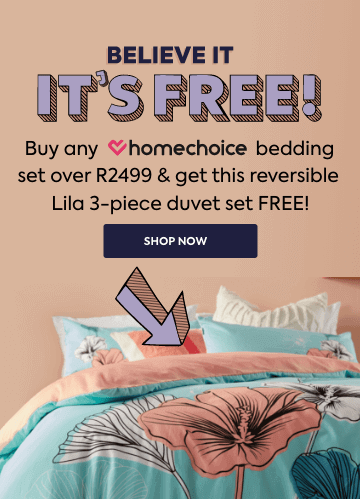 BELIEVE IT
IT'S FREE!
Buy any homechoice bedding
set over R2499 & get this reversible
Lila 3-piece duvet set FREE!
SHOP NOW